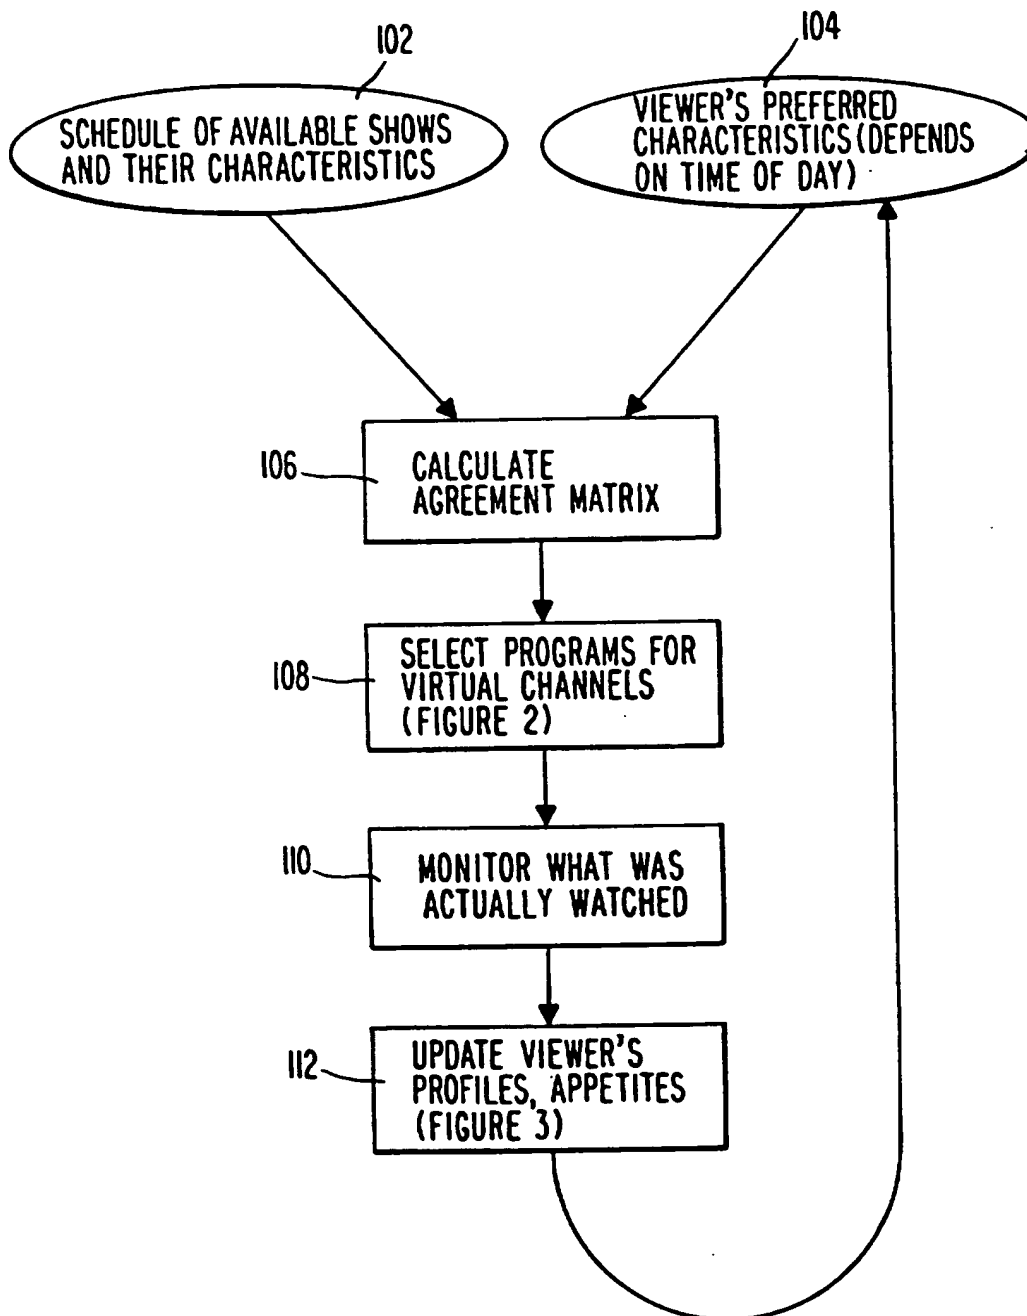 102
SCHEDULE OF AVAILABLE SHOWS
AND THEIR CHARACTERISTICS
104
VIEWER'S PREFERRED
CHARACTERISTICS (DEPENDS
ON TIME OF DAY)
106
CALCULATE
AGREEMENT MATRIX
108
SELECT PROGRAMS FOR
VIRTUAL CHANNELS
(FIGURE 2)
110
MONITOR WHAT WAS
ACTUALLY WATCHED
112
UPDATE VIEWER'S
PROFILES, APPETITES
(FIGURE 3)